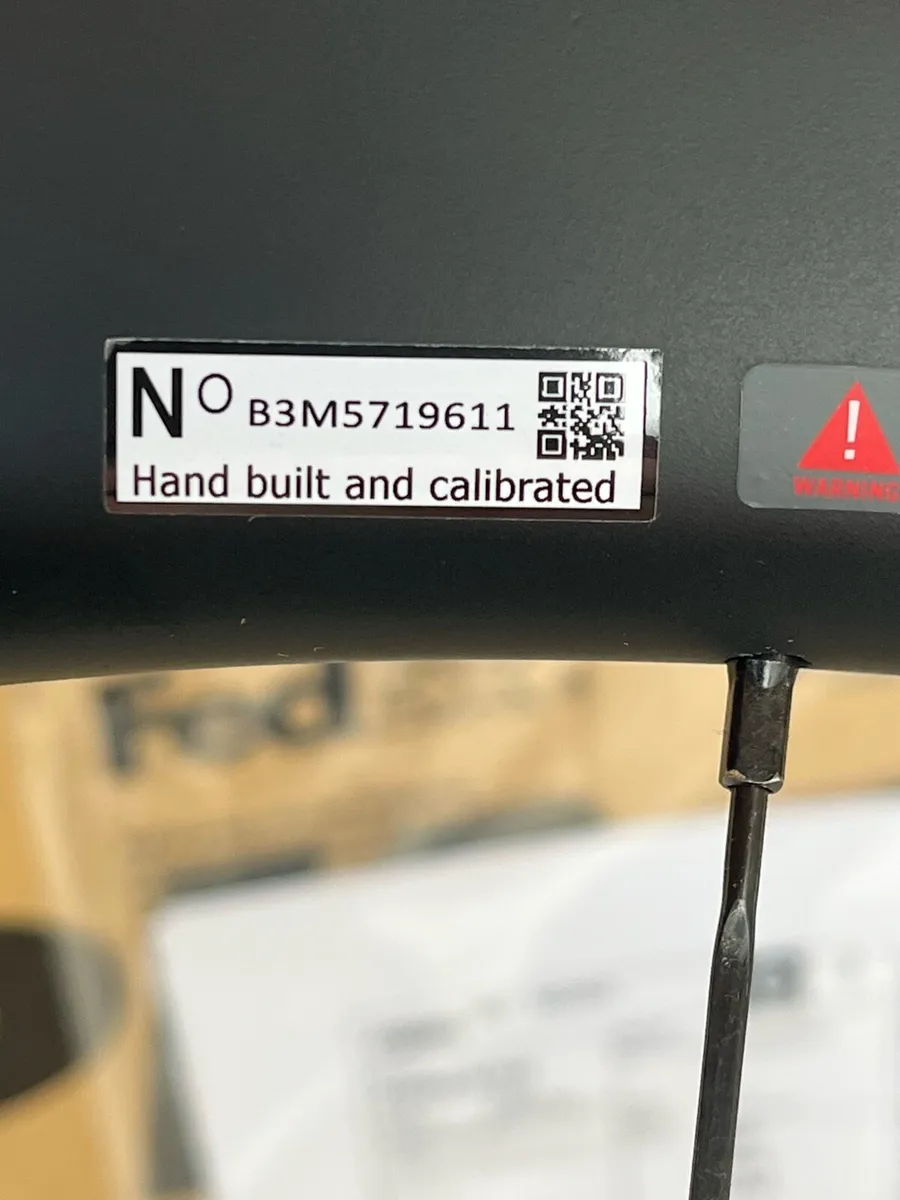 No B3M5719611
Hand built and calibrated
!
WARNING